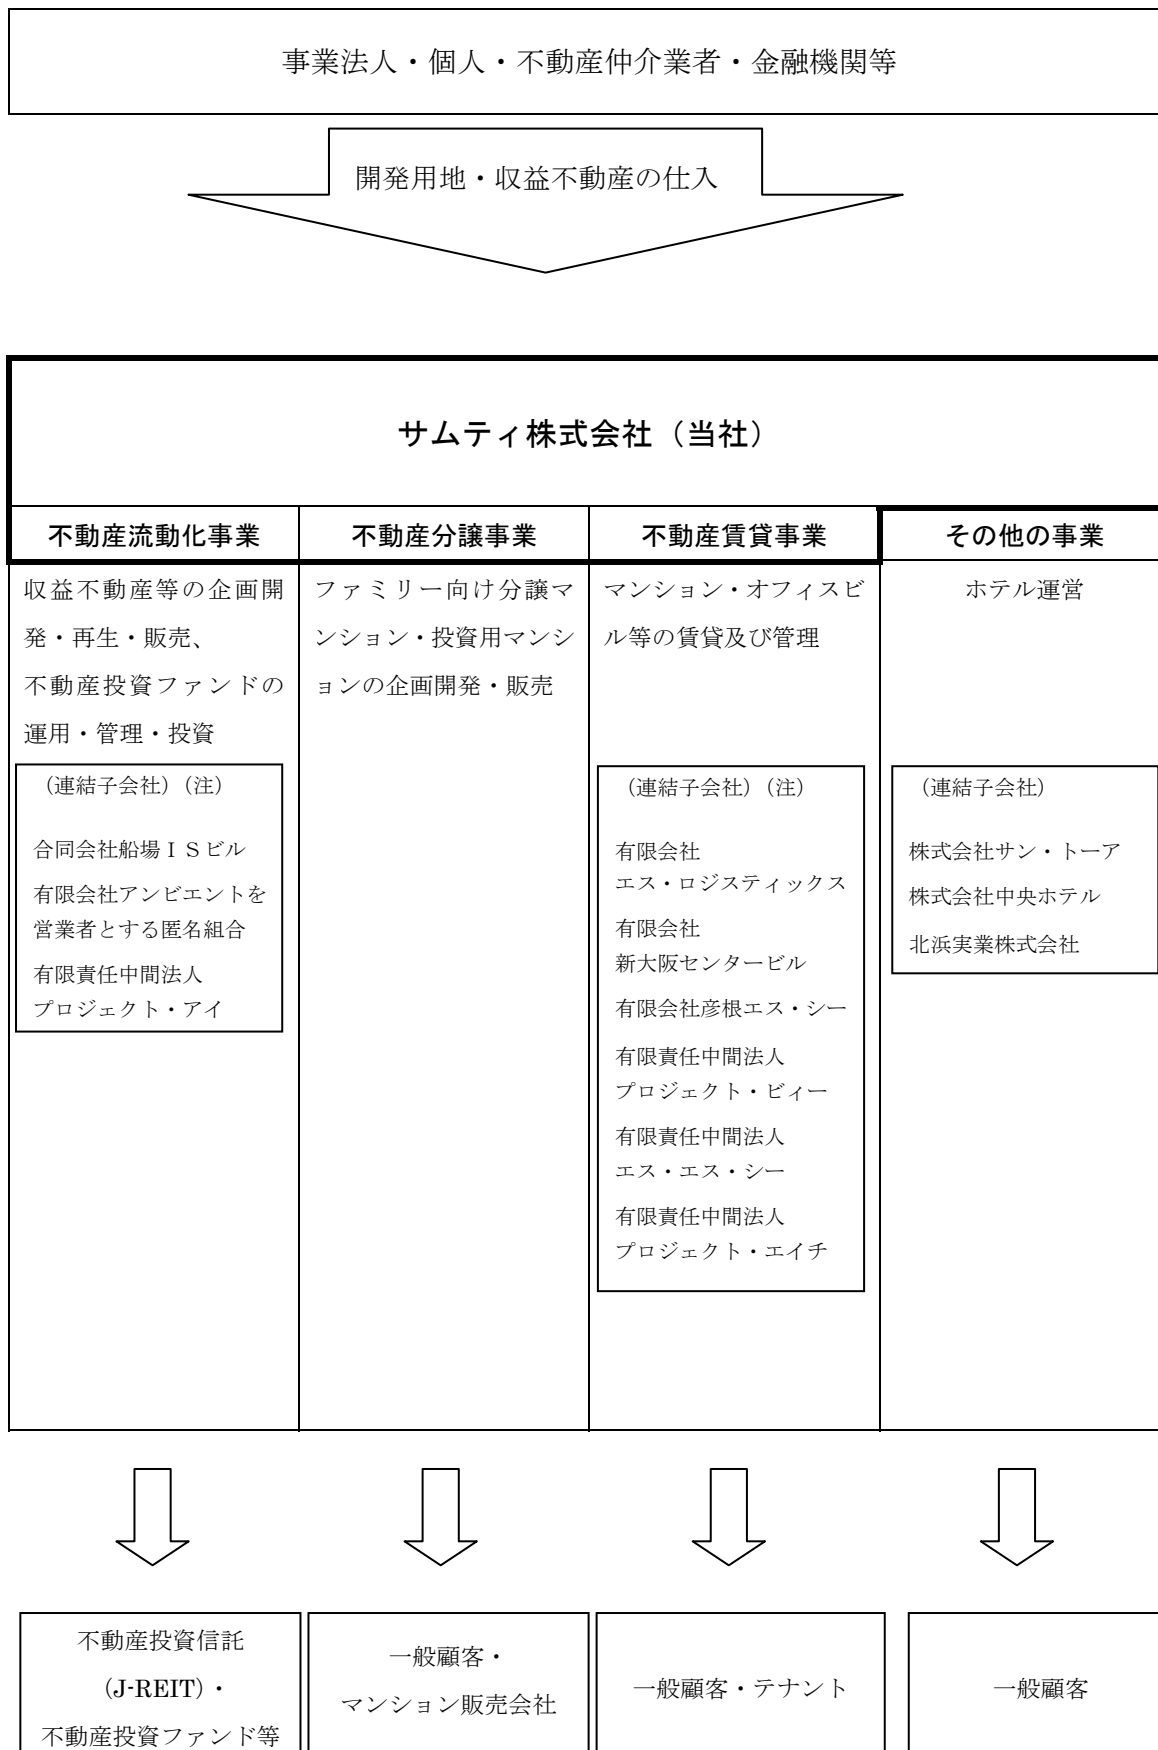 事業法人・個人・不動産仲介業者・金融機関等
開発用地・収益不動産の仕入
サムティ株式会社（当社）
不動産流動化事業
収益不動産等の企画開
発・再生・販売、
不動産投資ファンドの
運用・管理・投資
（連結子会社）（注）
合同会社船場ＩＳビル
有限会社アンビエントを
営業者とする匿名組合
有限責任中間法人
プロジェクト・アイ
不動産分譲事業
ファミリー向け分譲マ
ンション・投資用マンシ
ョンの企画開発・販売
不動産賃貸事業
マンション・オフィスビ
ル等の賃貸及び管理
（連結子会社）（注）
有限会社
エス・ロジスティックス
有限会社
新大阪センタービル
有限会社彦根エス・シー
有限責任中間法人
プロジェクト・ビィー
有限責任中間法人
エス・エス・シー
有限責任中間法人
プロジェクト・エイチ
その他の事業
ホテル運営
（連結子会社）
株式会社サン・トーア
株式会社中央ホテル
北浜実業株式会社
不動産投資信託
（J-REIT）・
不動産投資ファンド等
一般顧客・
マンション販売会社
一般顧客・テナント
一般顧客